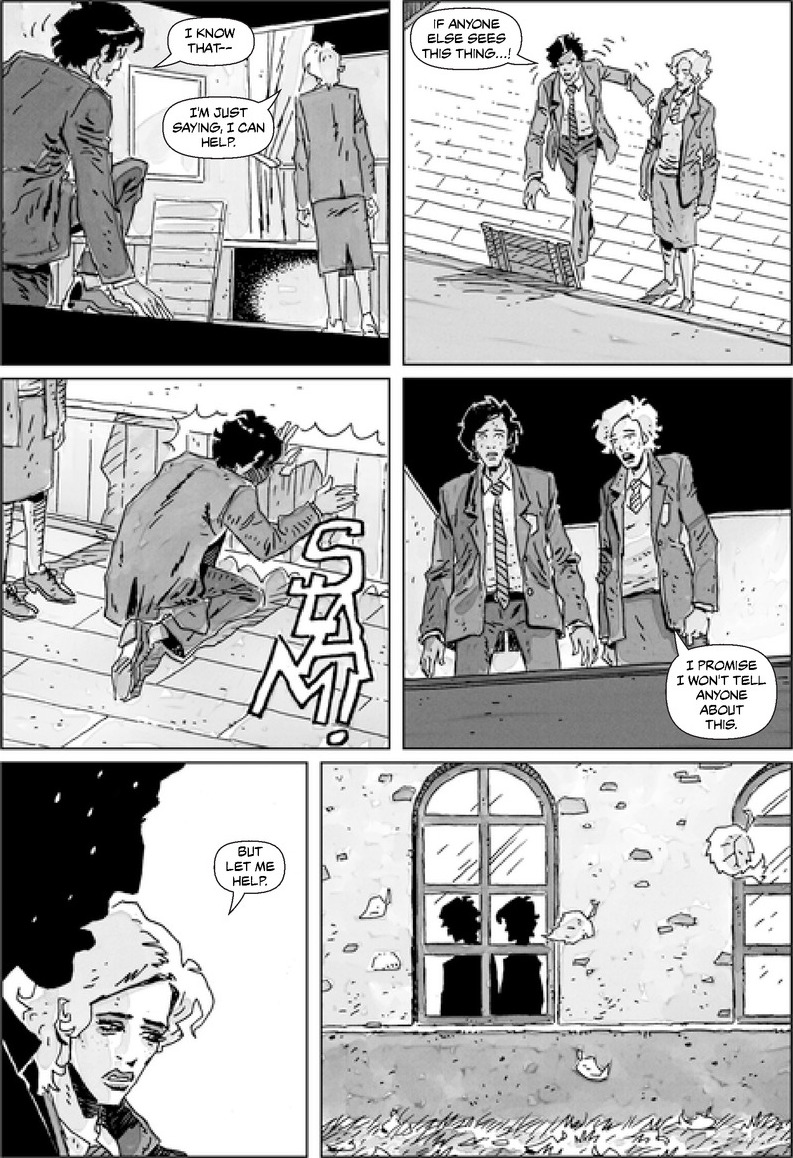 I KNOW
THAT--
I'M JUST
SAYING, I CAN
HELP.
IF ANYONE
ELSE SEES
THIS THING...!
SLAM!
I PROMISE
I WON'T TELL
ANYONE
ABOUT
THIS.
BUT
LET ME
HELP.